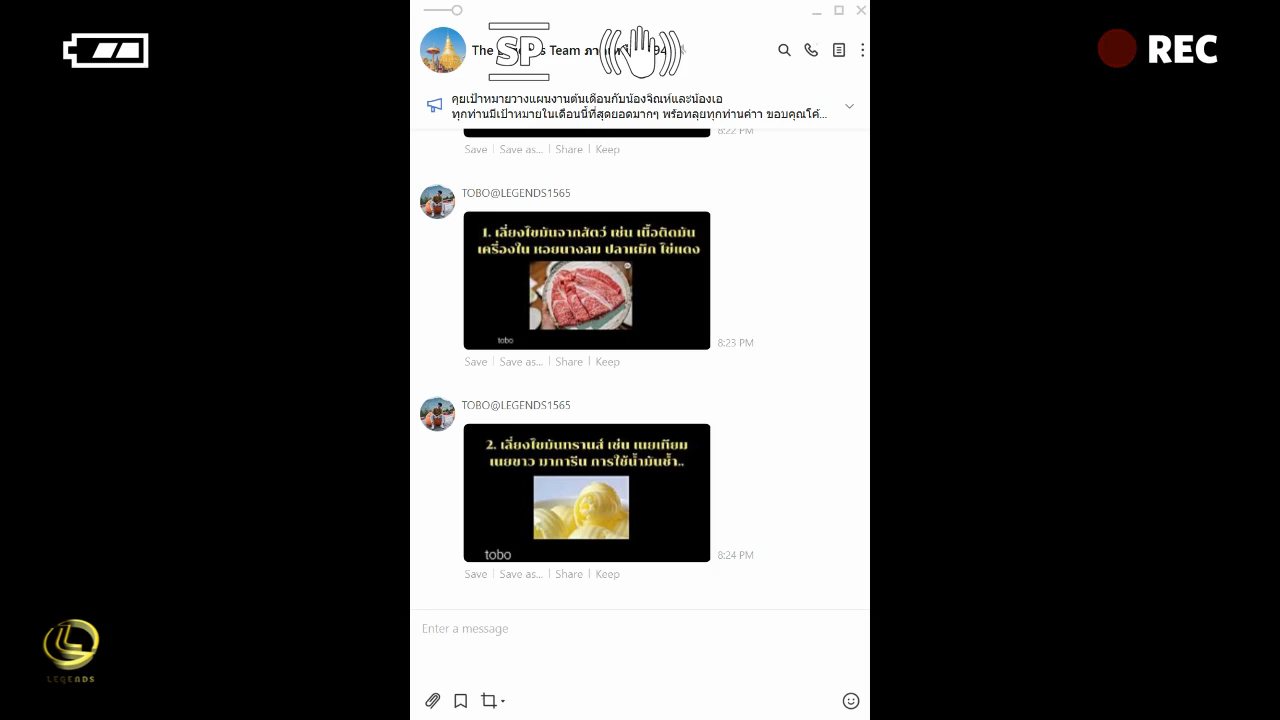 REC
The
SP
s Team
94
คุยเป้าหมายวางแผนงานต้นเดือนกับน้องจิณห์และน้องเอ
ทุกท่านมีเป้าหมายในเดือนนี้ที่สุดยอดมากๆ พร้อทลุยทุกท่านค่าา ขอบคุณโค้...
8:22 PM
Save | Save as... | Share | Keep
TOBO@LEGENDS1565
1. เลี่ยงไขมันจากสัตว์ เช่น เนื้อติดมัน
เครื่องใน หอยนางลม ปลาหมึก ไข่แดง
tobo
8:23 PM
Save | Save as... | Share | Keep
TOBO@LEGENDS1565
2. เลี่ยงไขมันทรานส์ เช่น เนยเทียม
เนยขาว มาการีน การใช้น้ำมันซ้ำ..
tobo
8:24 PM
Save | Save as... | Share | Keep
Enter a message
LEGENDS